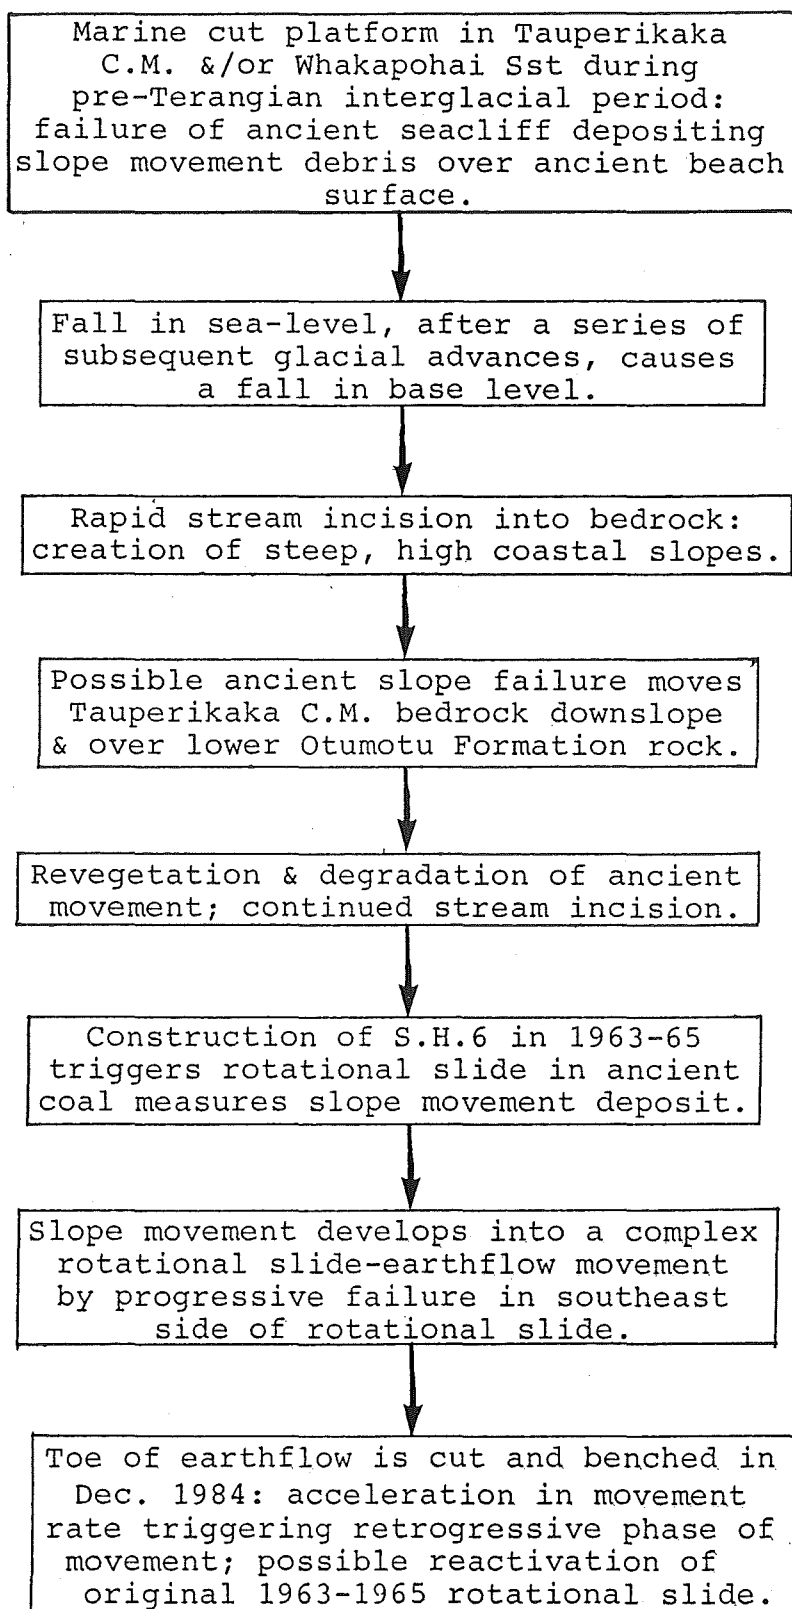 Marine cut platform in Tauperikaka
C.M. &/or Whakapohai Sst during
pre-Terangian interglacial period:
failure of ancient seacliff depositing
slope movement debris over ancient beach
surface.
Fall in sea-level, after a series of
subsequent glacial advances, causes
a fall in base level.
Rapid stream incision into bedrock:
creation of steep, high coastal slopes.
Possible ancient slope failure moves
Tauperikaka C.M. bedrock downslope
& over lower Otumotu Formation rock.
Revegetation & degradation of ancient
movement; continued stream incision.
Construction of S.H.6 in 1963-65
triggers rotational slide in ancient
coal measures slope movement deposit.
Slope movement develops into a complex
rotational slide-earthflow movement
by progressive failure in southeast
side of rotational slide.
Toe of earthflow is cut and benched in
Dec. 1984: acceleration in movement
rate triggering retrogressive phase of
movement; possible reactivation of
original 1963-1965 rotational slide.